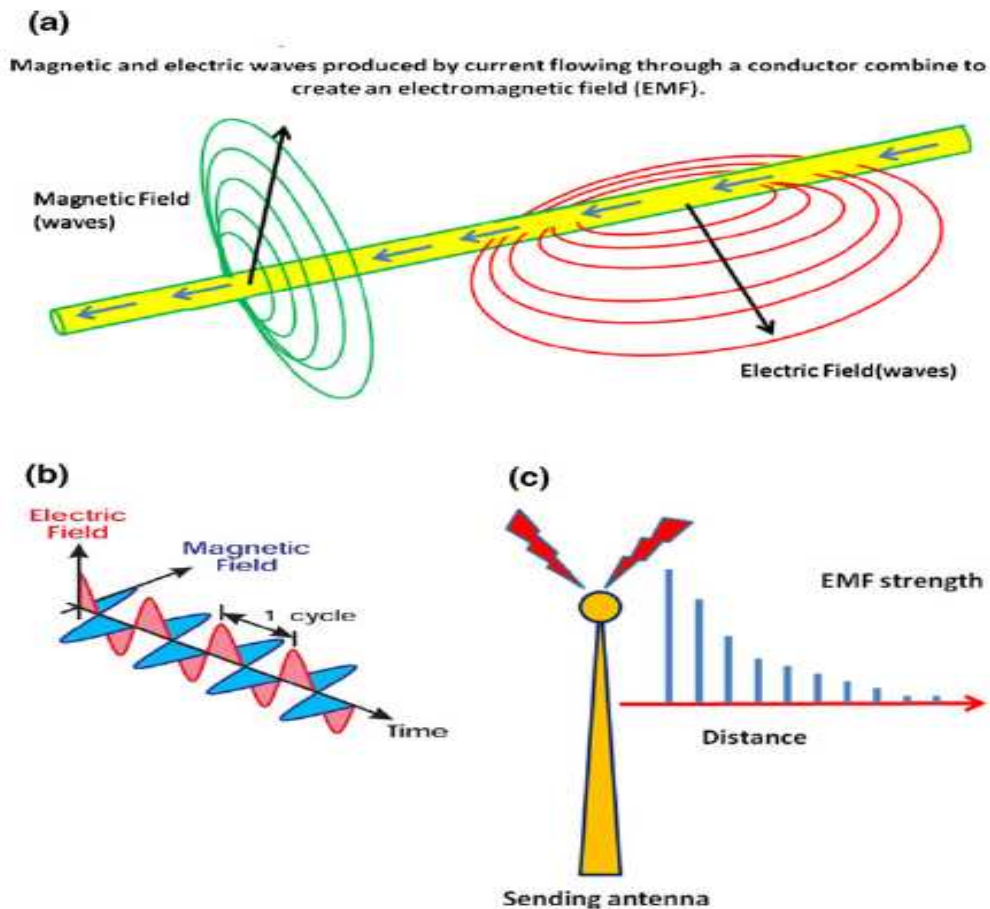 (a)
Magnetic and electric waves produced by current flowing through a conductor combine to
create an electromagnetic field (EMF).
Magnetic Field
(waves)
Electric Field(waves)
(b)
Electric
Field
Magnetic
Field
1 cycle
Time
(c)
EMF strength
Distance
Sending antenna